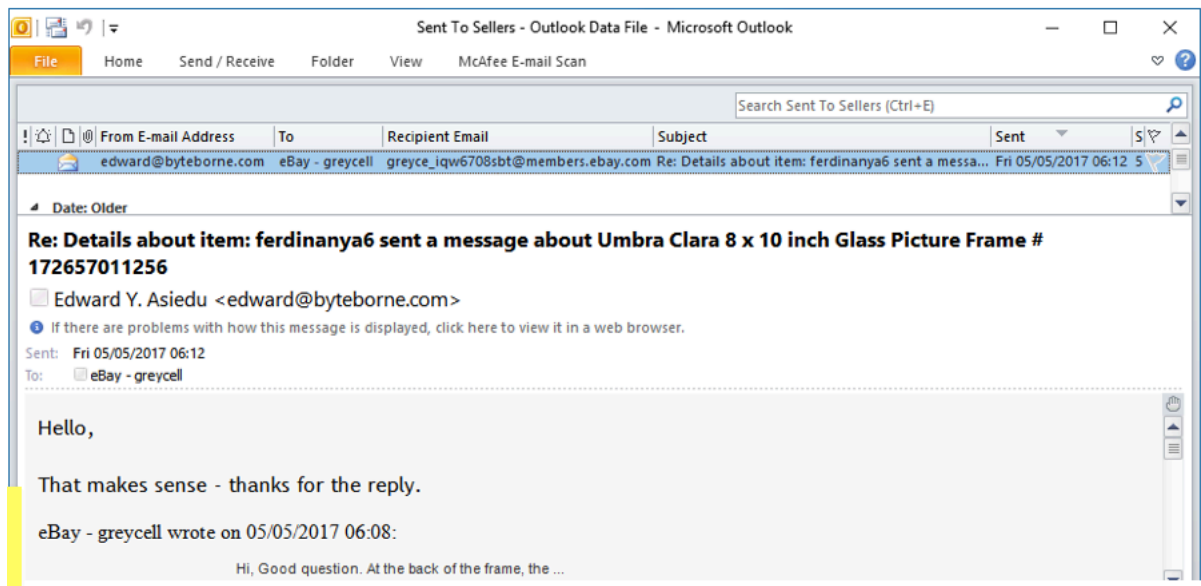 Sent To Sellers - Outlook Data File - Microsoft Outlook
File Home Send / Receive Folder View McAfee E-mail Scan
Search Sent To Sellers (Ctrl+E)
! From E-mail Address To Recipient Email Subject Sent S
edward@byteborne.com eBay - greycell greyce_iqw6708sbt@members.ebay.com Re: Details about item: ferdinanya6 sent a messa... Fri 05/05/2017 06:12 5
Date: Older
Re: Details about item: ferdinanya6 sent a message about Umbra Clara 8 x 10 inch Glass Picture Frame #
172657011256
Edward Y. Asiedu <edward@byteborne.com>
If there are problems with how this message is displayed, click here to view it in a web browser.
Sent: Fri 05/05/2017 06:12
To: eBay - greycell
Hello,
That makes sense - thanks for the reply.
eBay - greycell wrote on 05/05/2017 06:08:
Hi, Good question. At the back of the frame, the ...